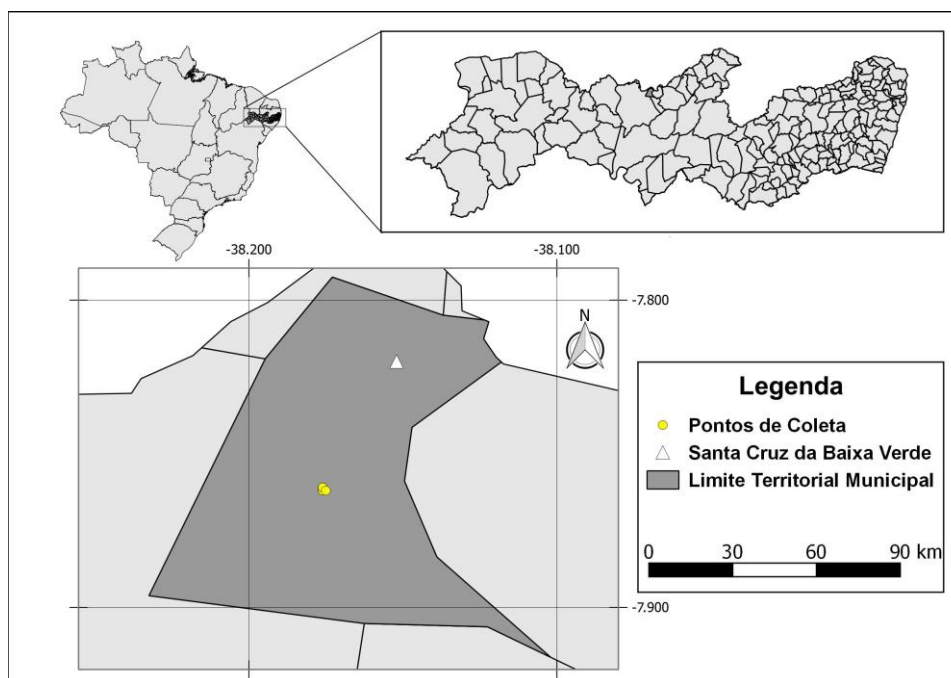 -38.200
-38.100
-7.800
N
Legenda
Pontos de Coleta
Santa Cruz da Baixa Verde
Limite Territorial Municipal
0 30 60 90 km
-7.900